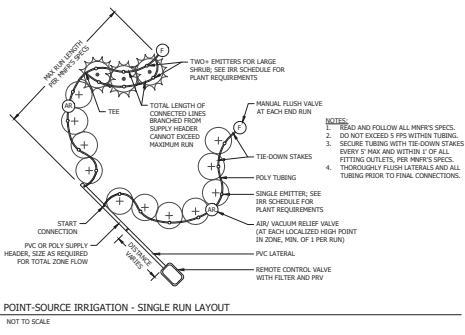 MAX RUN LENGTH
PER MNFR'S SPECS
F
TWO+ EMITTERS FOR LARGE
SHRUB; SEE IRR SCHEDULE FOR
PLANT REQUIREMENTS
AR
TEE
TOTAL LENGTH OF
CONNECTED LINES
BRANCHED FROM
SUPPLY HEADER
CANNOT EXCEED
MAXIMUM RUN
MANUAL FLUSH VALVE
AT EACH END RUN
F
NOTES:
1. READ AND FOLLOW ALL MNFR'S SPECS.
2. DO NOT EXCEED 5 FPS WITHIN TUBING.
3. SECURE TUBING WITH TIE-DOWN STAKES
EVERY 5' MAX AND WITHIN 1' OF ALL
FITTING OUTLETS, PER MNFR'S SPECS.
4. THOROUGHLY FLUSH LATERALS AND ALL
TUBING PRIOR TO FINAL CONNECTIONS.
TIE-DOWN STAKES
POLY TUBING
SINGLE EMITTER; SEE
IRR SCHEDULE FOR
PLANT REQUIREMENTS
AR
AIR/ VACUUM RELIEF VALVE
(AT EACH LOCALIZED HIGH POINT
IN ZONE, MIN. OF 1 PER RUN)
START
CONNECTION
PVC OR POLY SUPPLY
HEADER, SIZE AS REQUIRED
FOR TOTAL ZONE FLOW
DISTANCE
VARIES
PVC LATERAL
REMOTE CONTROL VALVE
WITH FILTER AND PRV
POINT-SOURCE IRRIGATION - SINGLE RUN LAYOUT
NOT TO SCALE